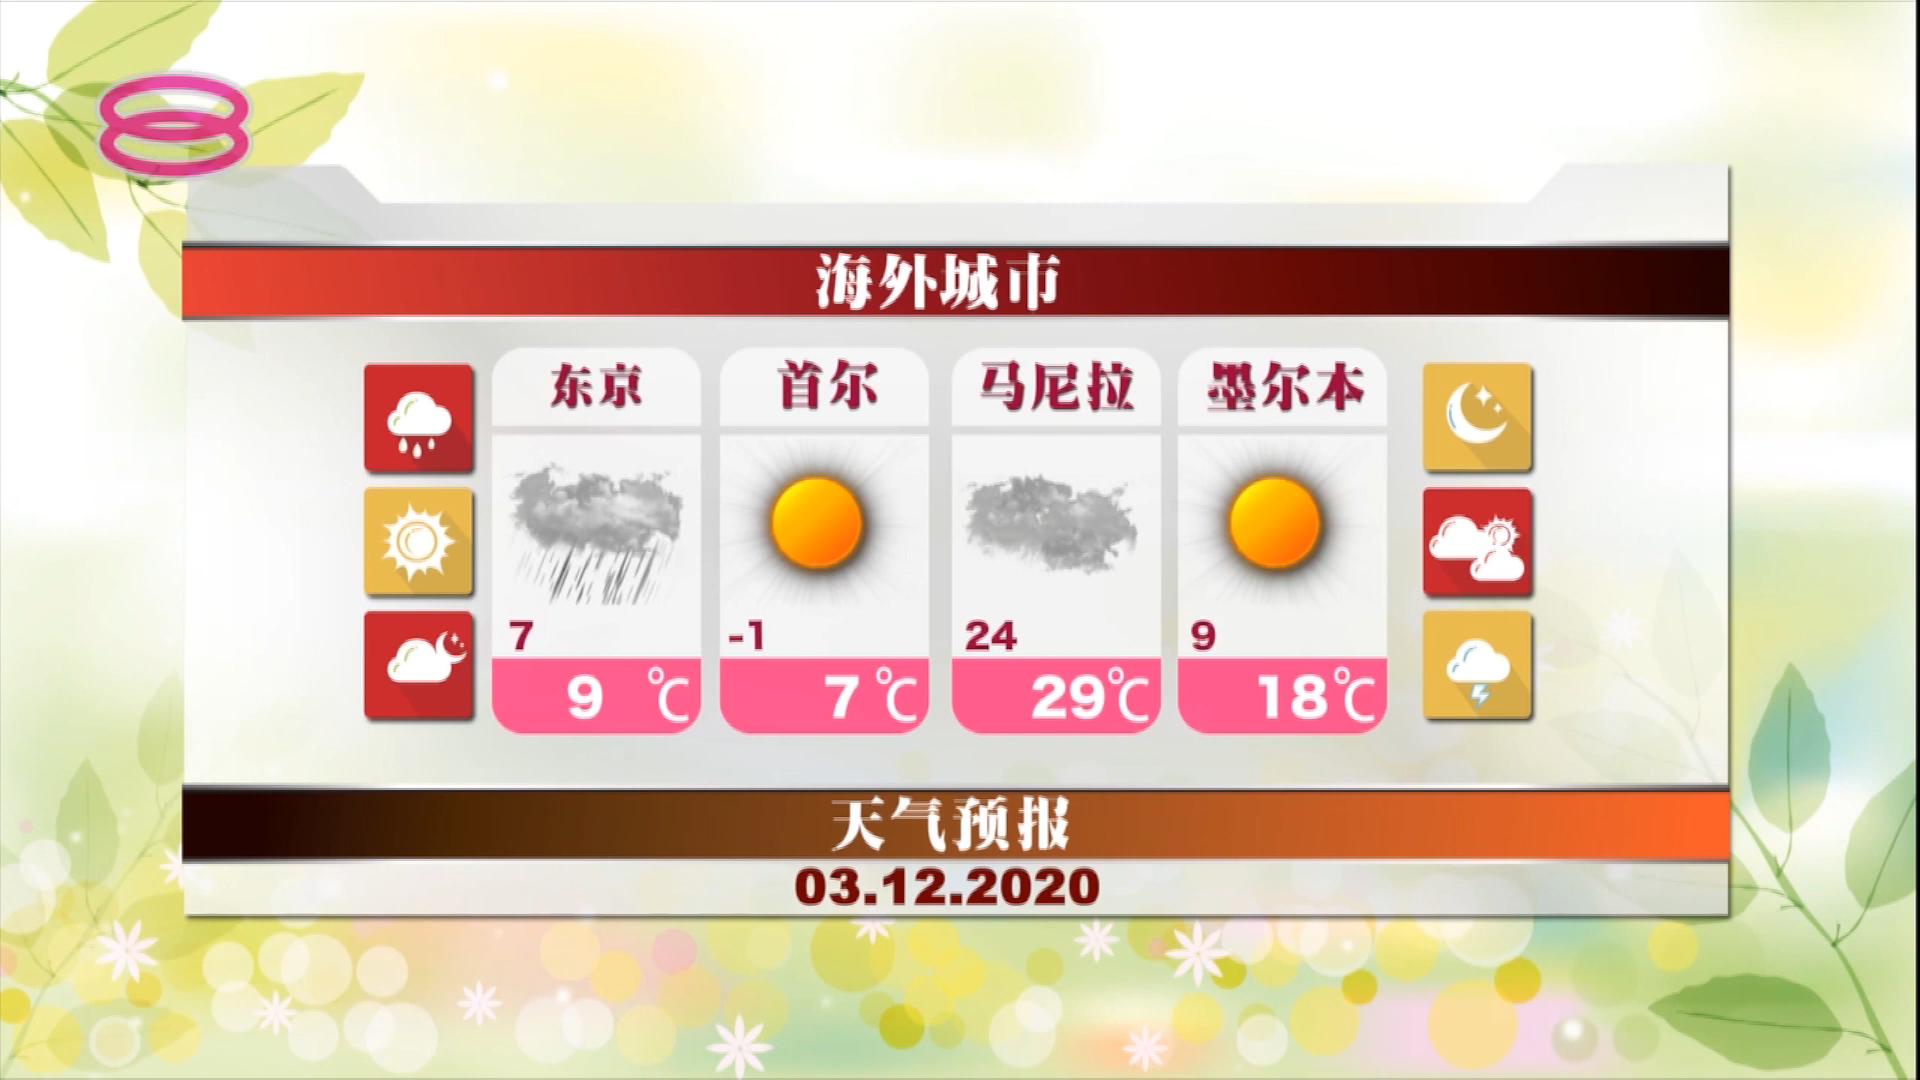 海外城市
东京 首尔 马尼拉 墨尔本
7 -1 24 9
9 ℃ 7 ℃ 29℃ 18℃
天气预报
03.12.2020